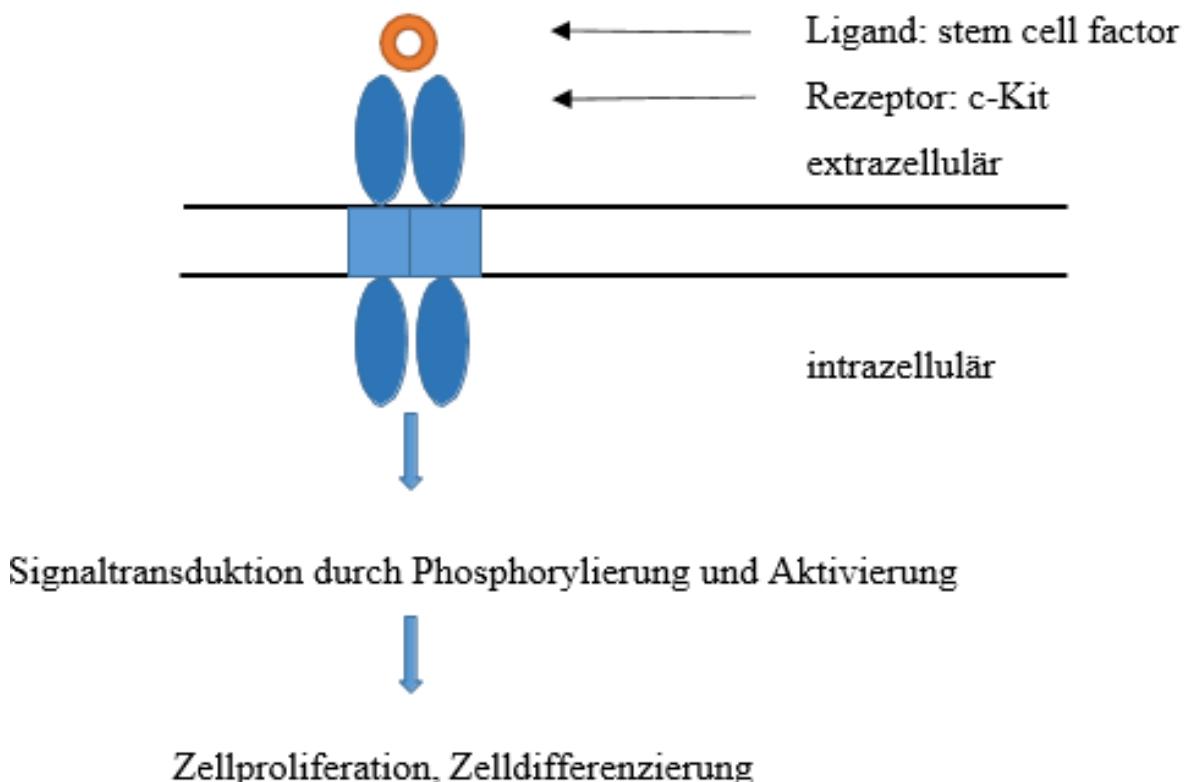 Ligand: stem cell factor
Rezeptor: c-Kit
extrazellulär
intrazellulär
Signaltransduktion durch Phosphorylierung und Aktivierung
Zellproliferation, Zelldifferenzierung